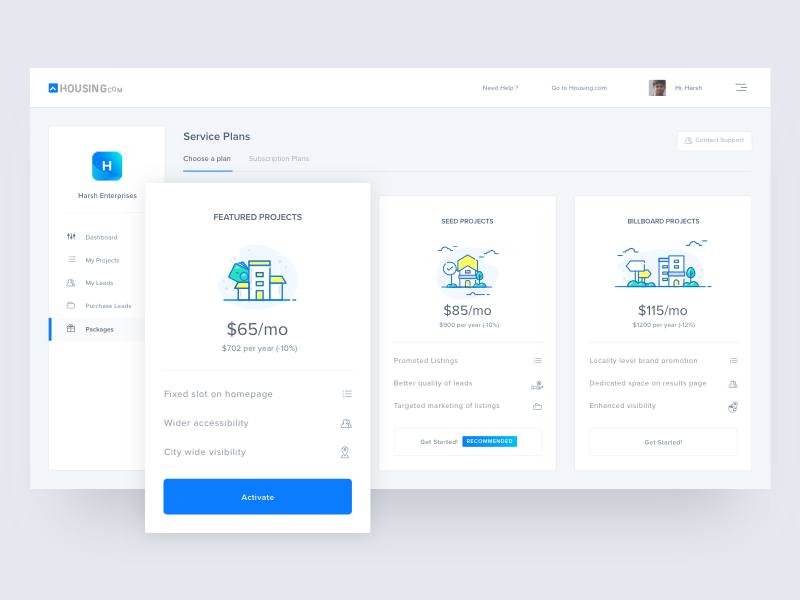 HOUSING.COM
Need Help ?
Go to Housing.com
Hi, Harsh
H
Harsh Enterprises
Dashboard
My Projects
My Leads
Purchase Leads
Packages
Service Plans
Contact Support
Choose a plan
Subscription Plans
FEATURED PROJECTS
$65/mo
$702 per year (-10%)
Fixed slot on homepage
Wider accessibility
City wide visibility
Activate
SEED PROJECTS
$85/mo
$900 per year (-10%)
Promoted Listings
Better quality of leads
Targeted marketing of listings
Get Started! RECOMMENDED
BILLBOARD PROJECTS
$115/mo
$1200 per year (-12%)
Locality level brand promotion
Dedicated space on results page
Enhanced visibility
Get Started!